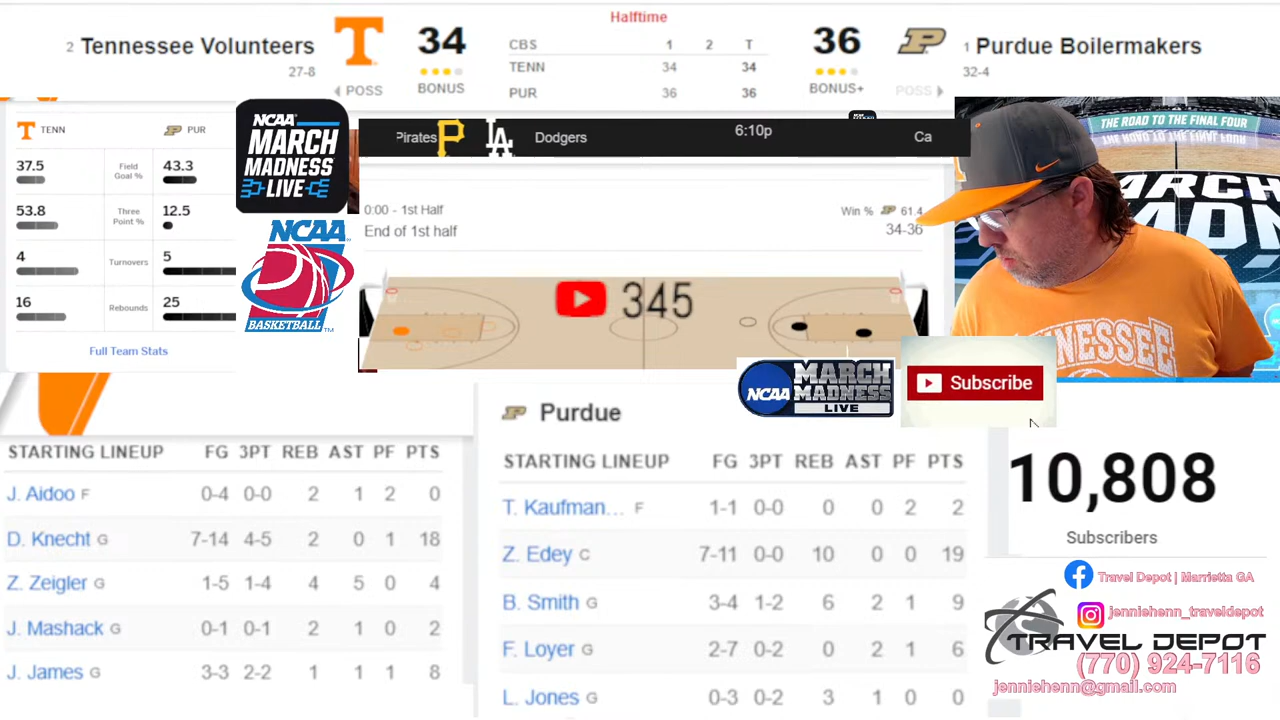 Halftime
2 Tennessee Volunteers
27-8
T
34
BONUS
POSS
CBS 1 2 T
TENN 34 34
PUR 36 36
36
BONUS+
POSS
P
1 Purdue Boilermakers
32-4
TENN PUR
37.5 Field Goal % 43.3
53.8 Three Point % 12.5
4 Turnovers 5
16 Rebounds 25
Full Team Stats
NCAA
MARCH
MADNESS
LIVE
NCAA
BASKETBALL™
Pirates P LA Dodgers 6:10p Ca
0:00 - 1st Half
End of 1st half
Win % P 61.4
34-36
345
NCAA MARCH
MADNESS
LIVE
Subscribe
THE ROAD TO THE FINAL FOUR
STARTING LINEUP FG 3PT REB AST PF PTS
J. Aidoo F 0-4 0-0 2 1 2 0
D. Knecht G 7-14 4-5 2 0 1 18
Z. Zeigler G 1-5 1-4 4 5 0 4
J. Mashack G 0-1 0-1 2 1 0 2
J. James G 3-3 2-2 1 1 1 8
P Purdue
STARTING LINEUP FG 3PT REB AST PF PTS
T. Kaufman... F 1-1 0-0 0 0 2 2
Z. Edey C 7-11 0-0 10 0 0 19
B. Smith G 3-4 1-2 6 2 1 9
F. Loyer G 2-7 0-2 0 2 1 6
L. Jones G 0-3 0-2 3 1 0 0
10,808
Subscribers
Travel Depot | Marrietta GA
jenniehenn_traveldepot
TRAVEL DEPOT
(770) 924-7116
jenniehenn@gmail.com